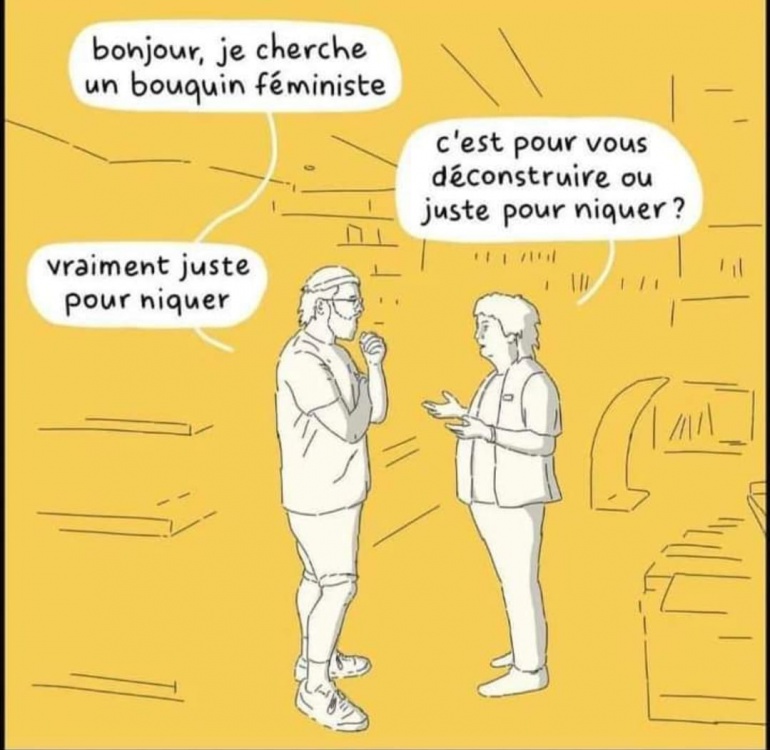 bonjour, je cherche
un bouquin féministe
c'est pour vous
déconstruire ou
juste pour niquer ?
vraiment juste
pour niquer